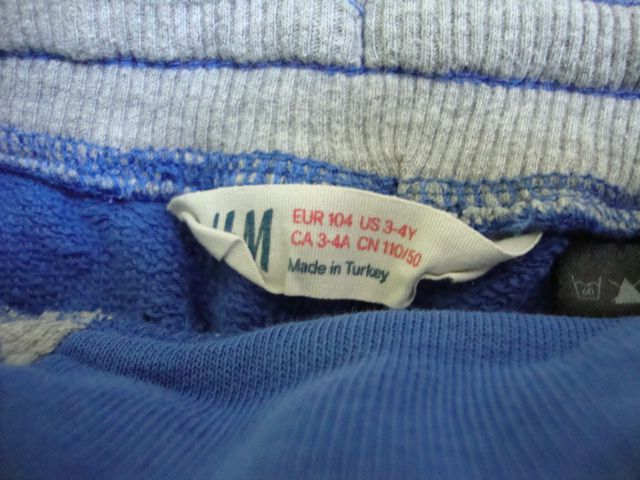 H&M
EUR 104 US 3-4Y
CA 3-4A CN 110/50
Made in Turkey